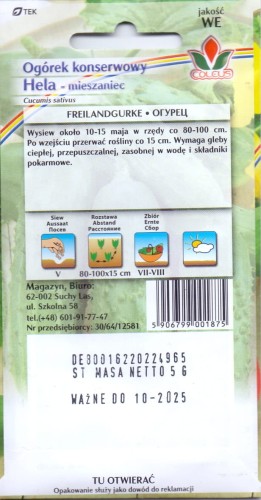 TEK
jakość
WE
Ogórek konserwowy
Hela - mieszaniec
Cucumis sativus
COLEUS
FREILANDGURKE • ОГУРЕЦ
Wysiew około 10-15 maja w rzędy co 80-100 cm.
Po wzejściu przerwać rośliny co 15 cm. Wymaga gleby
ciepłej, przepuszczalnej, zasobnej w wodę i składniki
pokarmowe.
Siew
Aussaat
Посев
Rozstawa
Abstand
Расстояние
Zbiór
Ernte
Сбор
V
80-100x15 cm
VII-VIII
Magazyn, Biuro:
62-002 Suchy Las,
ul. Szkolna 58
tel.(+48) 601-91-77-47
Nr przedsiębiorcy: 30/64/12581
5 906799 001875
DE80016220224965
ST MASA NETTO 5 G
WAŻNE DO 10-2025
TU OTWIERAĆ
Opakowanie służy jako dowód do reklamacji